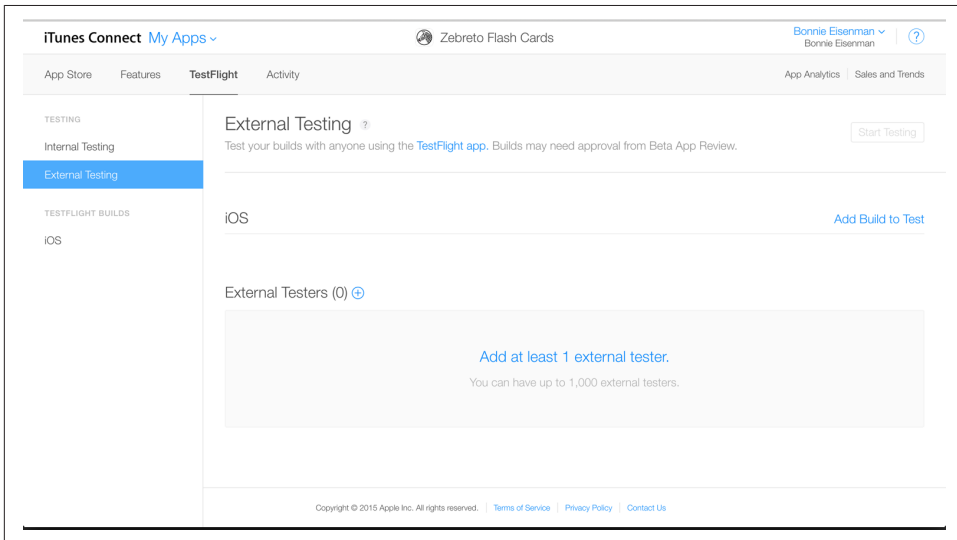 iTunes Connect My Apps
Zebreto Flash Cards
Bonnie Eisenman
Bonnie Eisenman
?
App Store Features TestFlight Activity
App Analytics Sales and Trends
TESTING
Internal Testing
External Testing
TESTFLIGHT BUILDS
iOS
External Testing ?
Test your builds with anyone using the TestFlight app. Builds may need approval from Beta App Review.
Start Testing
iOS
Add Build to Test
External Testers (0)
Add at least 1 external tester.
You can have up to 1,000 external testers.
Copyright © 2015 Apple Inc. All rights reserved. Terms of Service Privacy Policy Contact Us